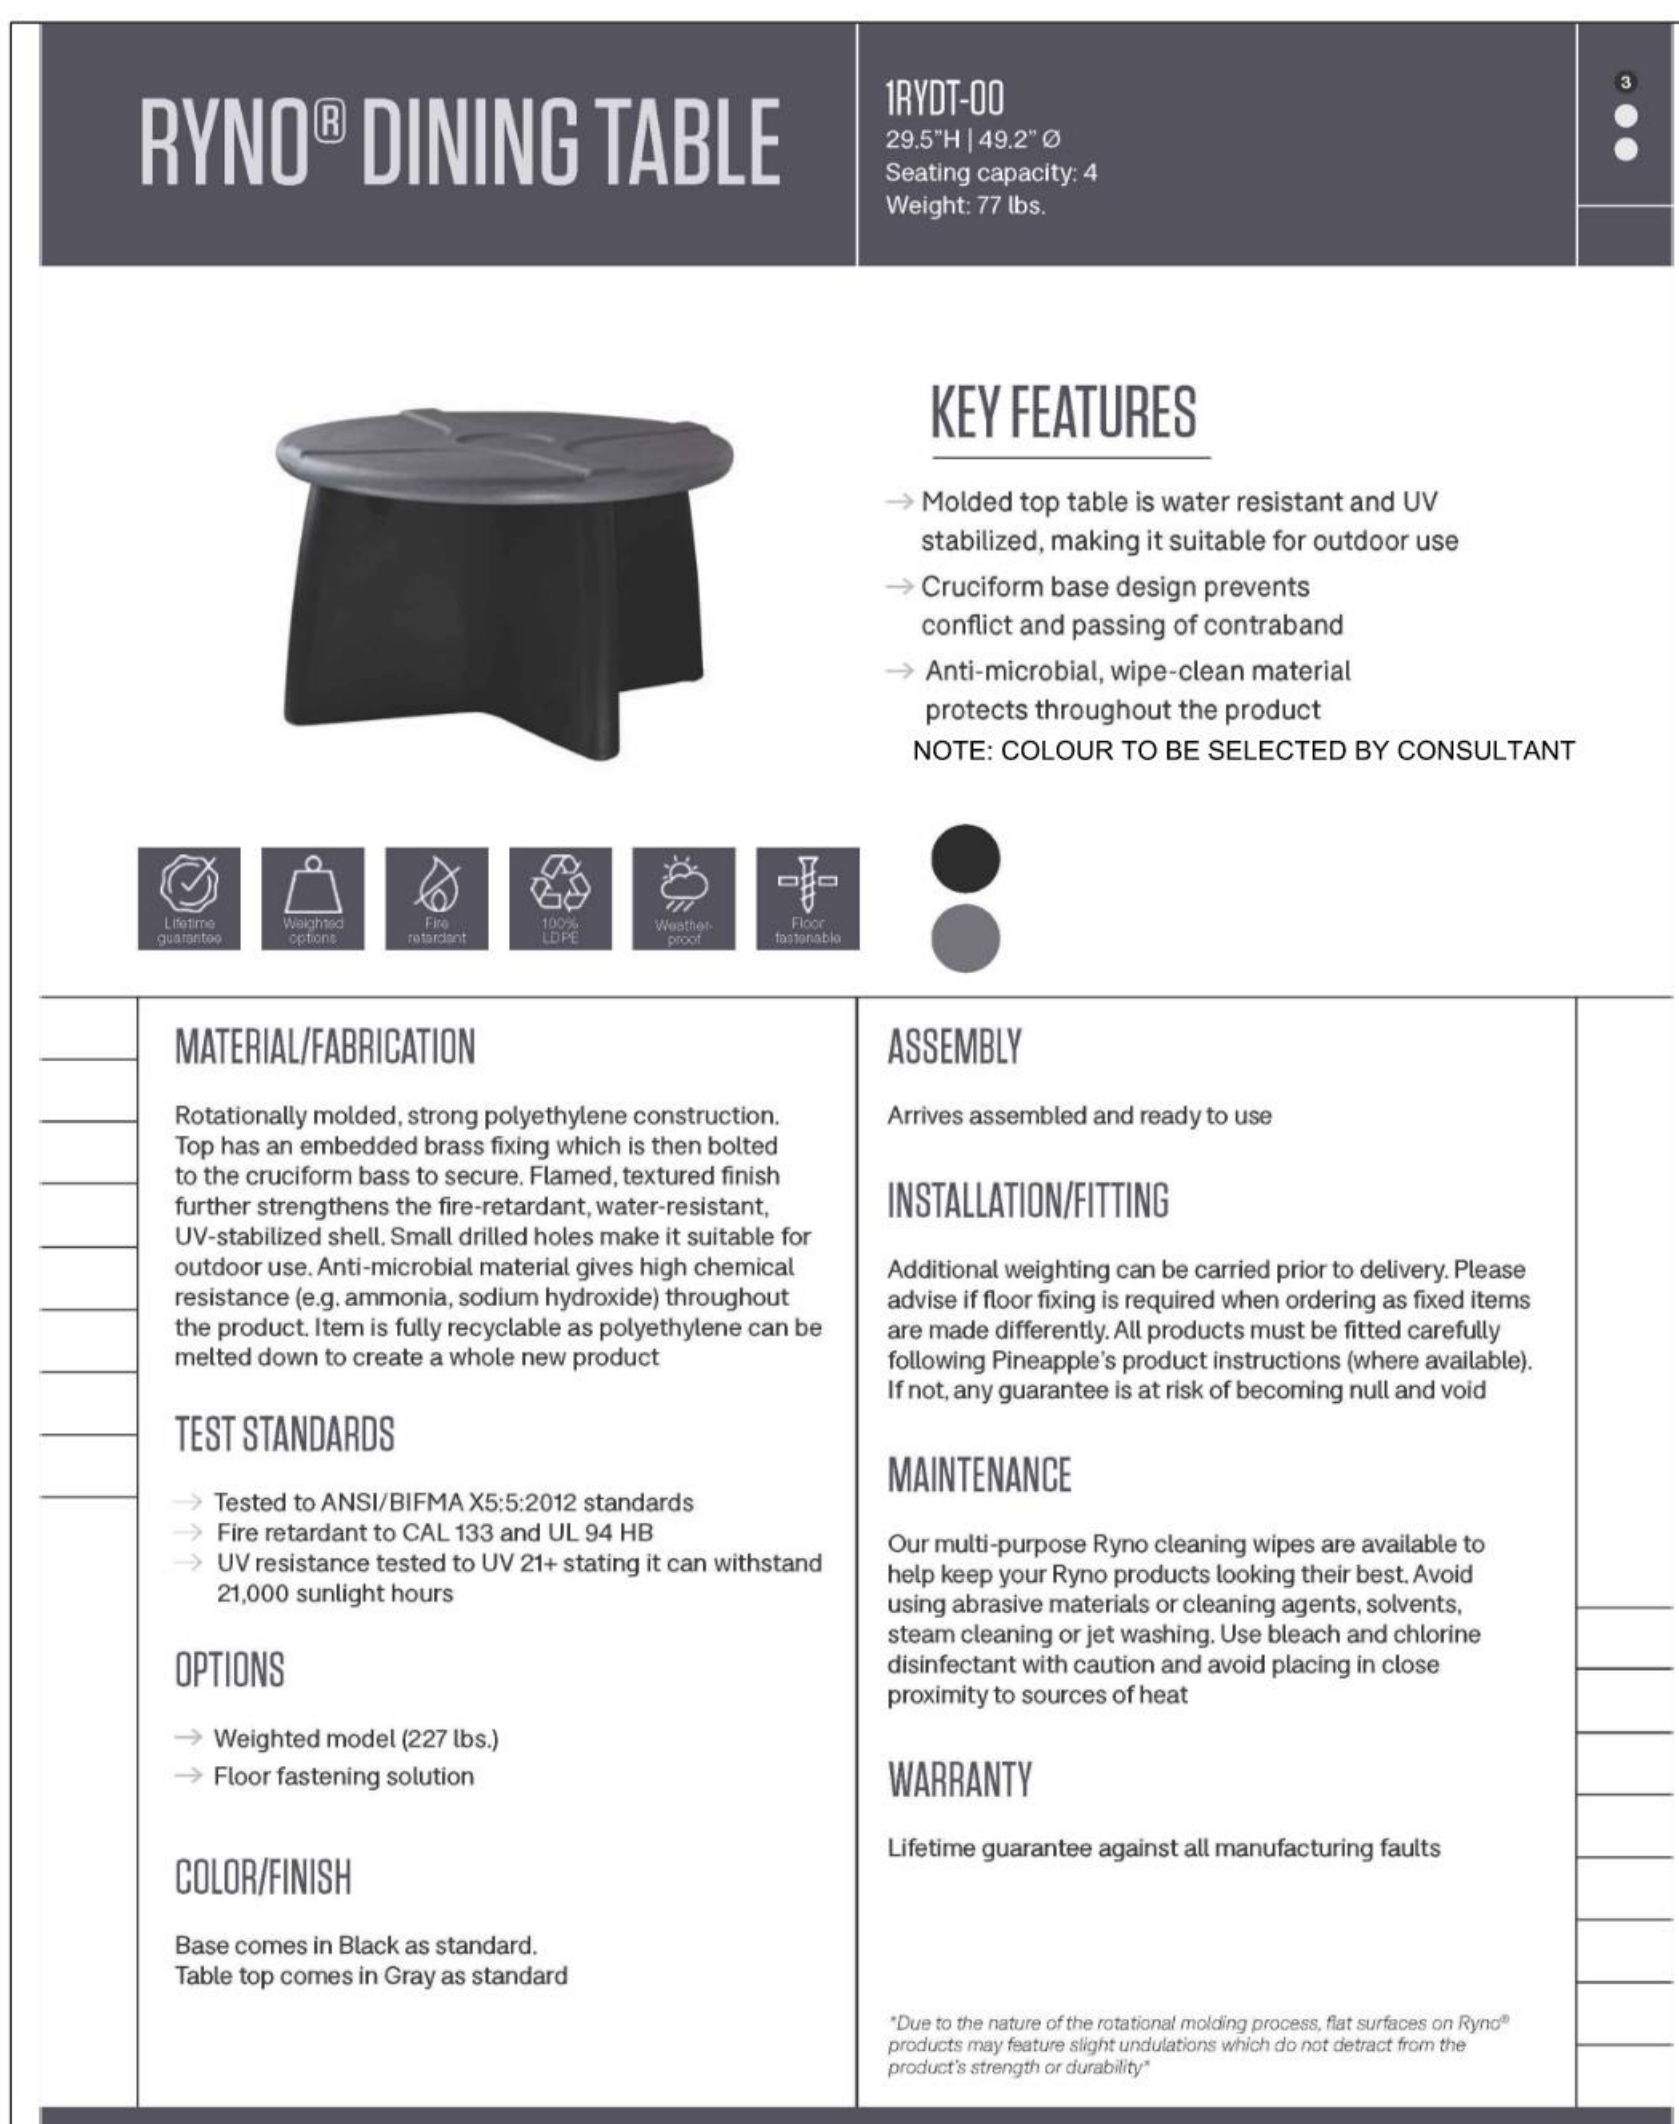 RYNO® DINING TABLE
1RYDT-00
29.5"H | 49.2" Ø
Seating capacity: 4
Weight: 77 lbs.
3
KEY FEATURES
→ Molded top table is water resistant and UV
stabilized, making it suitable for outdoor use
→ Cruciform base design prevents
conflict and passing of contraband
→ Anti-microbial, wipe-clean material
protects throughout the product
NOTE: COLOUR TO BE SELECTED BY CONSULTANT
Lifetime
guarantee
Weighted
options
Fire
retardant
100%
LDPE
Weather-
proof
Floor
fastenable
MATERIAL/FABRICATION
Rotationally molded, strong polyethylene construction.
Top has an embedded brass fixing which is then bolted
to the cruciform bass to secure. Flamed, textured finish
further strengthens the fire-retardant, water-resistant,
UV-stabilized shell. Small drilled holes make it suitable for
outdoor use. Anti-microbial material gives high chemical
resistance (e.g. ammonia, sodium hydroxide) throughout
the product. Item is fully recyclable as polyethylene can be
melted down to create a whole new product
TEST STANDARDS
→ Tested to ANSI/BIFMA X5:5:2012 standards
→ Fire retardant to CAL 133 and UL 94 HB
→ UV resistance tested to UV 21+ stating it can withstand
21,000 sunlight hours
OPTIONS
→ Weighted model (227 lbs.)
→ Floor fastening solution
COLOR/FINISH
Base comes in Black as standard.
Table top comes in Gray as standard
ASSEMBLY
Arrives assembled and ready to use
INSTALLATION/FITTING
Additional weighting can be carried prior to delivery. Please
advise if floor fixing is required when ordering as fixed items
are made differently. All products must be fitted carefully
following Pineapple's product instructions (where available).
If not, any guarantee is at risk of becoming null and void
MAINTENANCE
Our multi-purpose Ryno cleaning wipes are available to
help keep your Ryno products looking their best. Avoid
using abrasive materials or cleaning agents, solvents,
steam cleaning or jet washing. Use bleach and chlorine
disinfectant with caution and avoid placing in close
proximity to sources of heat
WARRANTY
Lifetime guarantee against all manufacturing faults
*Due to the nature of the rotational molding process, flat surfaces on Ryno®
products may feature slight undulations which do not detract from the
product's strength or durability*